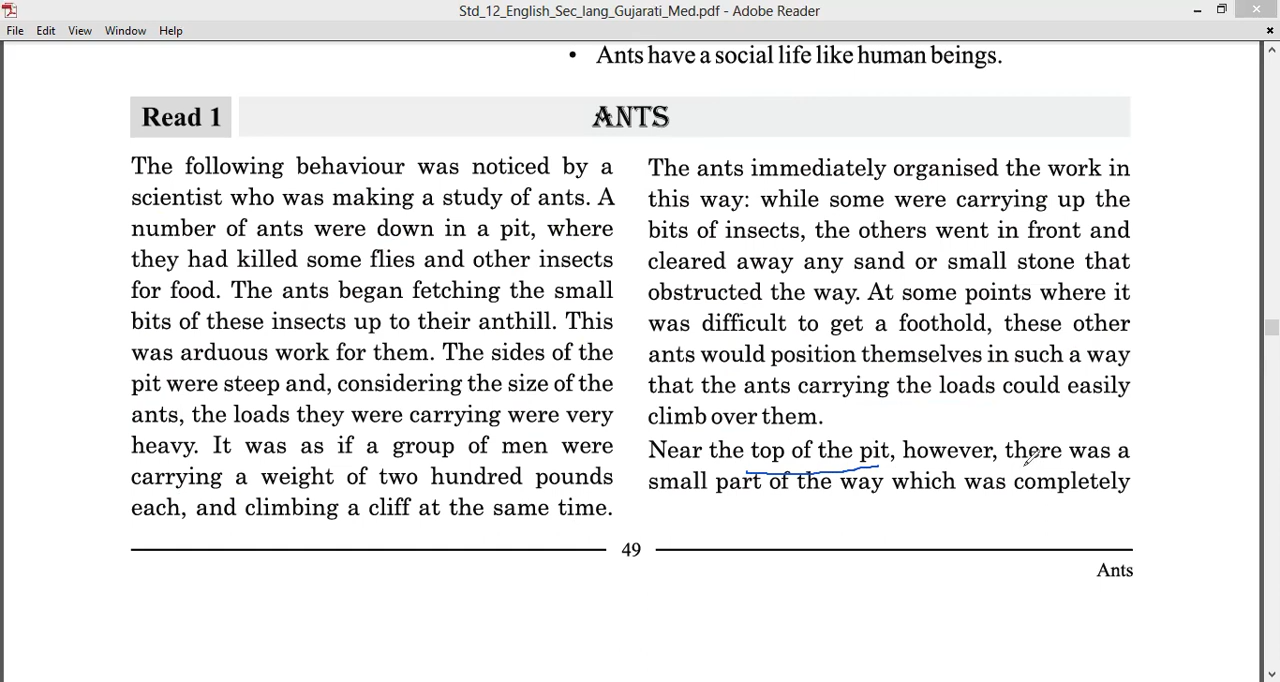 Std_12_English_Sec_lang_Gujarati_Med.pdf - Adobe Reader
File Edit View Window Help
• Ants have a social life like human beings.
Read 1
ANTS
The following behaviour was noticed by a
scientist who was making a study of ants. A
number of ants were down in a pit, where
they had killed some flies and other insects
for food. The ants began fetching the small
bits of these insects up to their anthill. This
was arduous work for them. The sides of the
pit were steep and, considering the size of the
ants, the loads they were carrying were very
heavy. It was as if a group of men were
carrying a weight of two hundred pounds
each, and climbing a cliff at the same time.
The ants immediately organised the work in
this way: while some were carrying up the
bits of insects, the others went in front and
cleared away any sand or small stone that
obstructed the way. At some points where it
was difficult to get a foothold, these other
ants would position themselves in such a way
that the ants carrying the loads could easily
climb over them.
Near the top of the pit, however, there was a
small part of the way which was completely
49
Ants